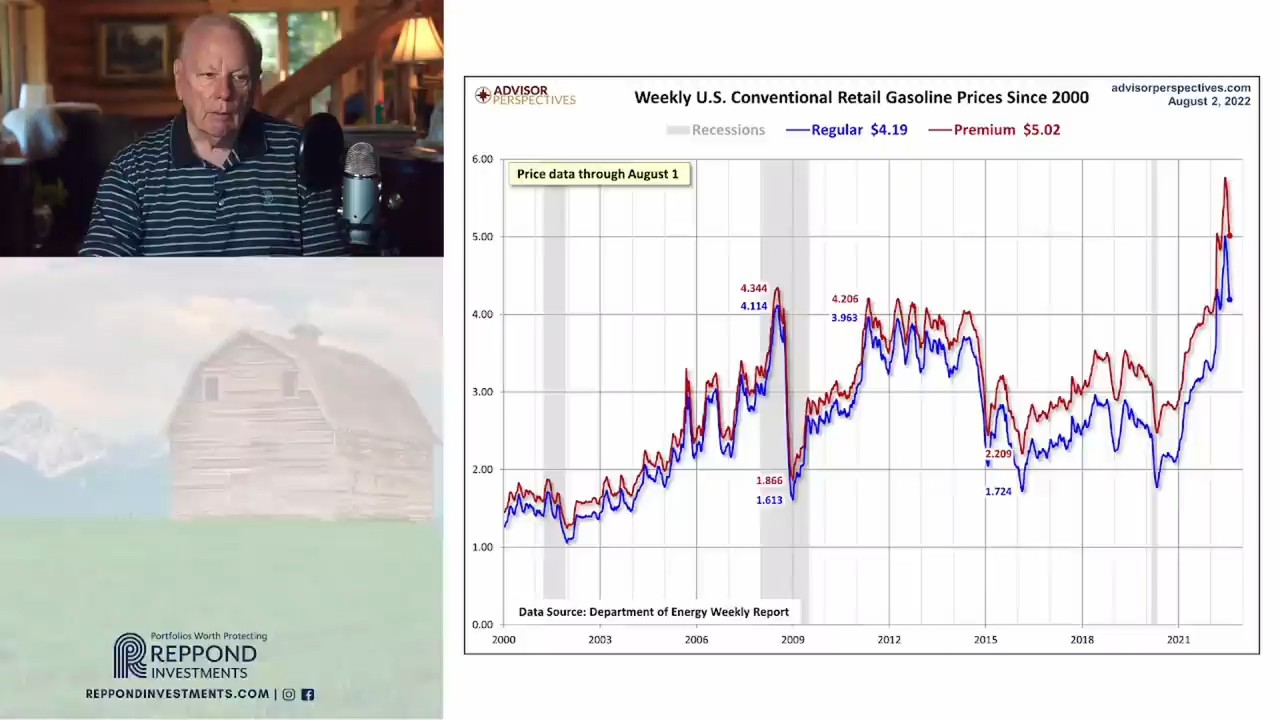 Portfolios Worth Protecting
REPPOND
INVESTMENTS
REPPONDINVESTMENTS.COM |
ADVISOR
PERSPECTIVES
Weekly U.S. Conventional Retail Gasoline Prices Since 2000
advisorperspectives.com
August 2, 2022
Recessions Regular $4.19 Premium $5.02
Price data through August 1
6.00
5.00
4.00
3.00
2.00
1.00
0.00
4.344
4.114
4.206
3.963
1.866
1.613
2.209
1.724
Data Source: Department of Energy Weekly Report
2000 2003 2006 2009 2012 2015 2018 2021